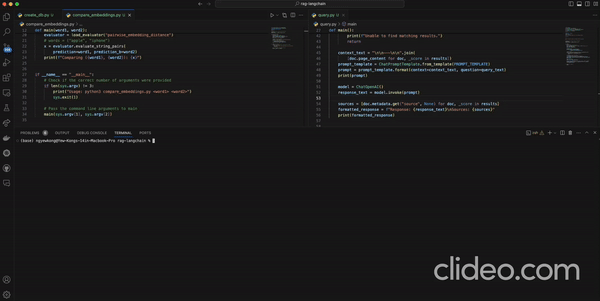 rag-langchain
create_db.py
compare_embeddings.py
query.py
compare_embeddings.py > ...
query.py > main
12 def main(word1, word2):
evaluator = load_evaluator("pairwise_embedding_distance")
# words = ("apple", "iphone")
x = evaluator.evaluate_string_pairs(
prediction=word1, prediction_b=word2)
print(f"Comparing ({word1}, {word2}): {x}")
if __name__ == "__main__":
# Check if the correct number of arguments were provided
if len(sys.argv) != 3:
print("Usage: python3 compare_embeddings.py <word1> <word2>")
sys.exit(1)
# Pass the command line arguments to main
main(sys.argv[1], sys.argv[2])
def main():
print(f"Unable to find matching results.")
return
context_text = "\n\n---\n\n".join(
[doc.page_content for doc, _score in results])
prompt_template = ChatPromptTemplate.from_template(PROMPT_TEMPLATE)
prompt = prompt_template.format(context=context_text, question=query_text)
print(prompt)
model = ChatOpenAI()
response_text = model.invoke(prompt)
sources = [doc.metadata.get("source", None) for doc, _score in results]
formatted_response = f"Response: {response_text}\nSources: {sources}"
print(formatted_response)
PROBLEMS OUTPUT DEBUG CONSOLE TERMINAL PORTS
zsh
clideo.com